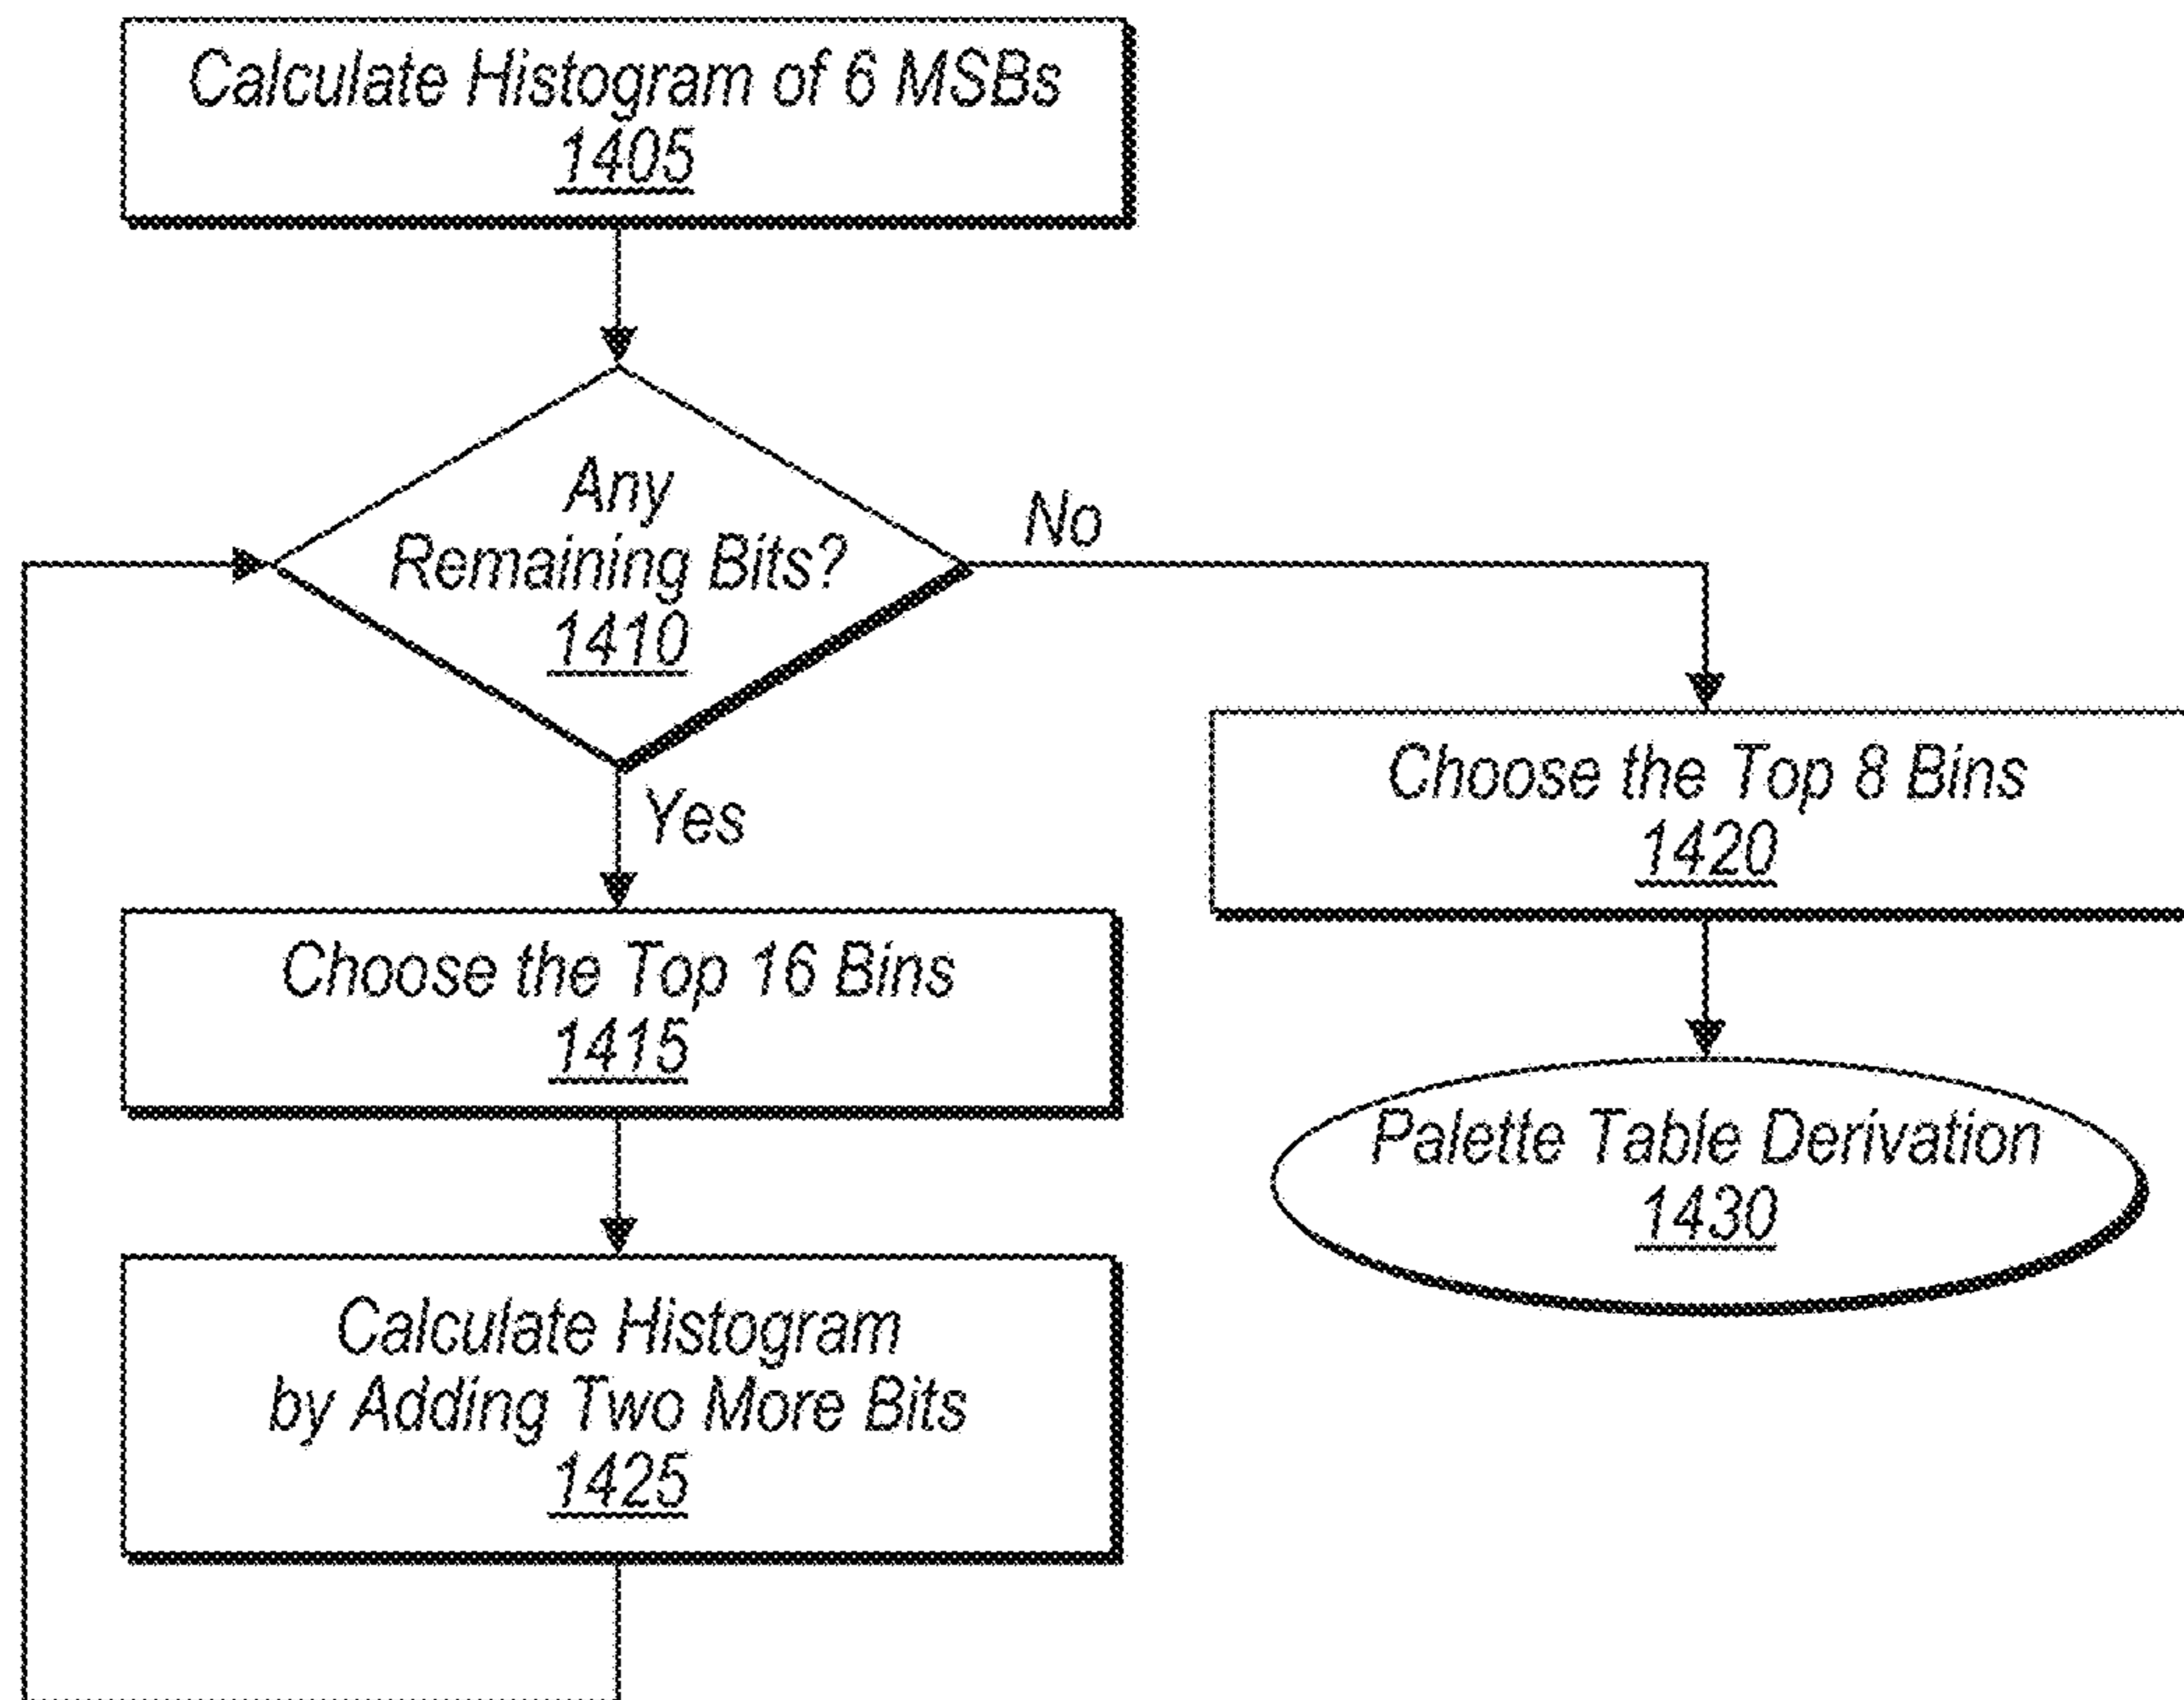 Calculate Histogram of 6 MSBs
1405
Any
Remaining Bits?
1410
No
Yes
Choose the Top 8 Bins
1420
Choose the Top 16 Bins
1415
Palette Table Derivation
1430
Calculate Histogram
by Adding Two More Bits
1425